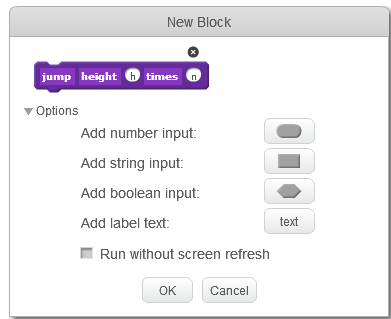 New Block
jump height h times n
Options
Add number input:
Add string input:
Add boolean input:
Add label text: text
Run without screen refresh
OK Cancel